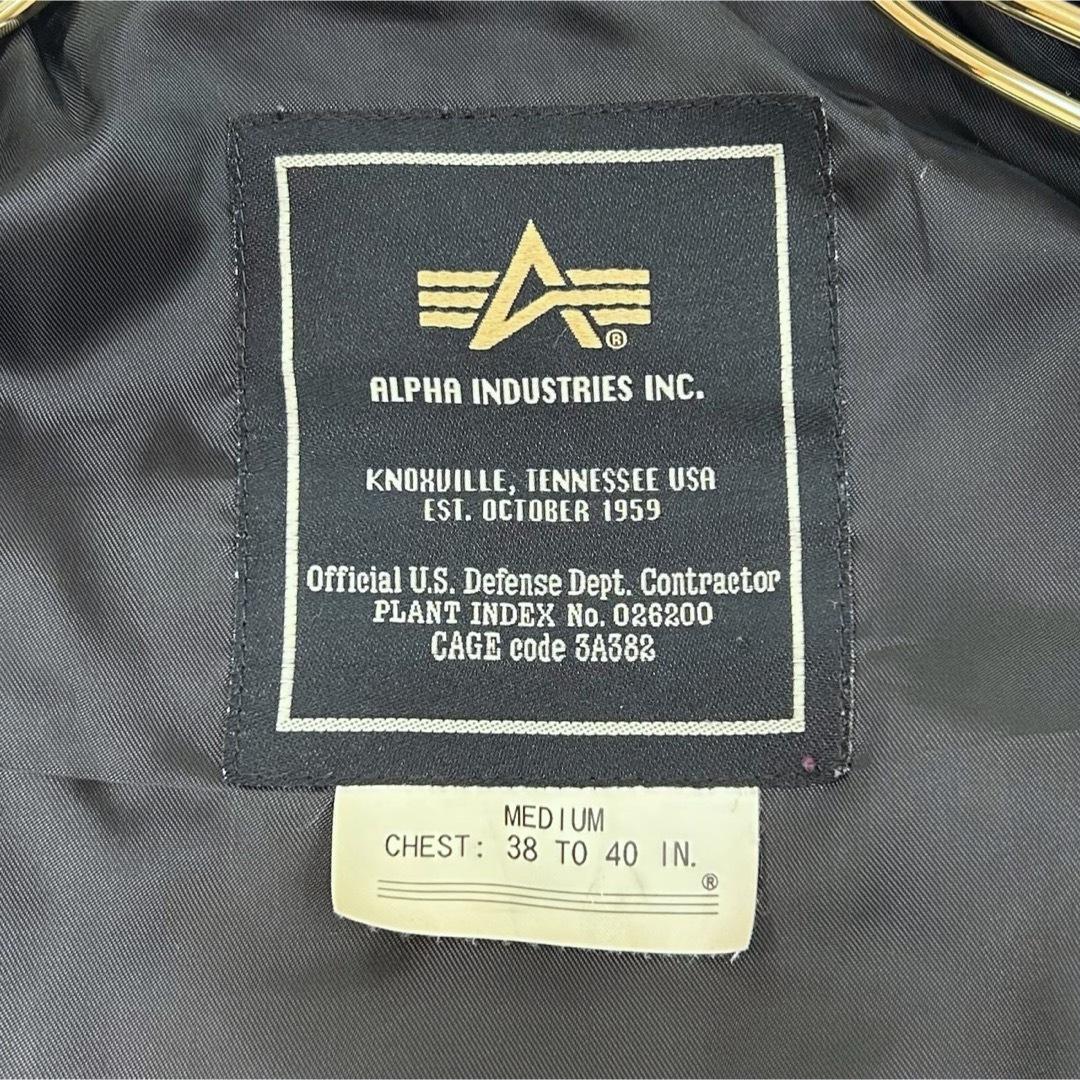 ®
ALPHA INDUSTRIES INC.
KNOXVILLE, TENNESSEE USA
EST. OCTOBER 1959
Official U.S. Defense Dept. Contractor
PLANT INDEX No. 026200
CAGE code 3A382
MEDIUM
CHEST: 38 TO 40 IN.
®